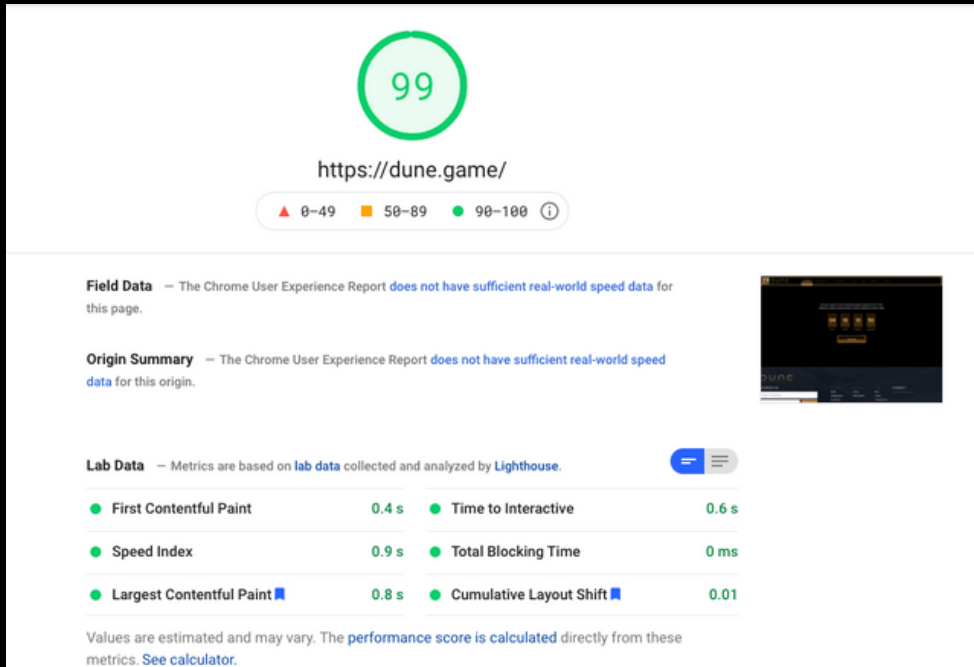 99
https://dune.game/
0–49 50–89 90–100
Field Data — The Chrome User Experience Report does not have sufficient real-world speed data for
this page.
Origin Summary — The Chrome User Experience Report does not have sufficient real-world speed
data for this origin.
DUNE
Lab Data — Metrics are based on lab data collected and analyzed by Lighthouse.
First Contentful Paint 0.4 s Time to Interactive 0.6 s
Speed Index 0.9 s Total Blocking Time 0 ms
Largest Contentful Paint 0.8 s Cumulative Layout Shift 0.01
Values are estimated and may vary. The performance score is calculated directly from these
metrics. See calculator.